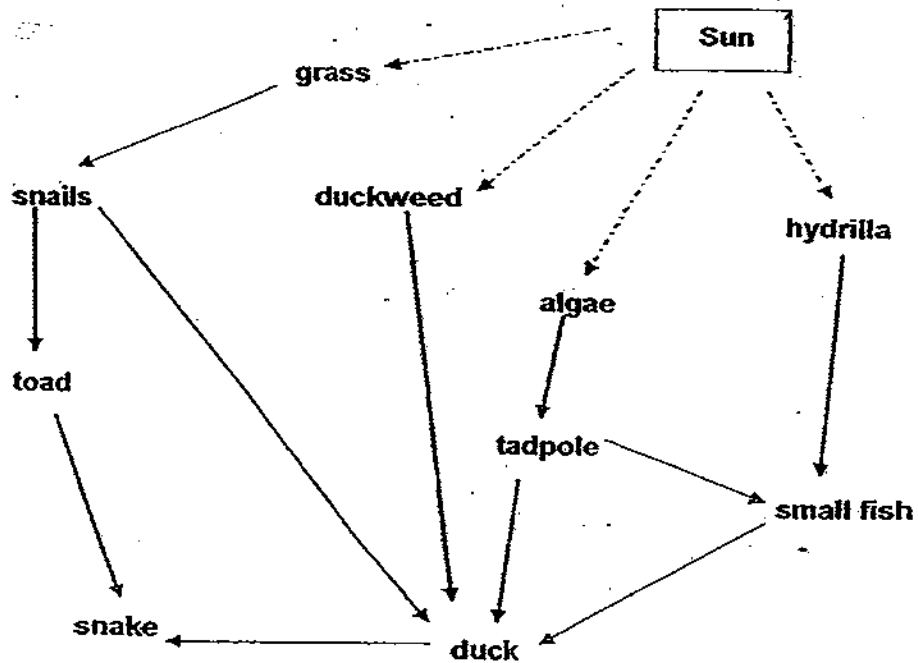 Sun
grass
snails
duckweed
hydrilla
algae
toad
tadpole
small fish
snake
duck